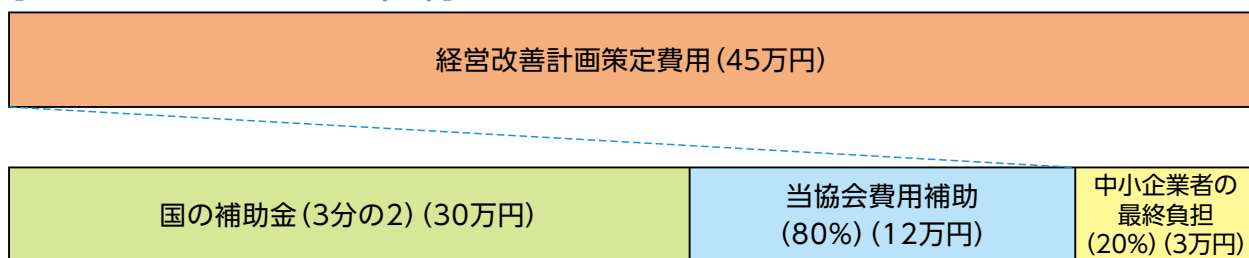 経営改善計画策定費用(45万円)
国の補助金(3分の2)(30万円)
当協会費用補助
(80%)(12万円)
中小企業者の
最終負担
(20%)(3万円)